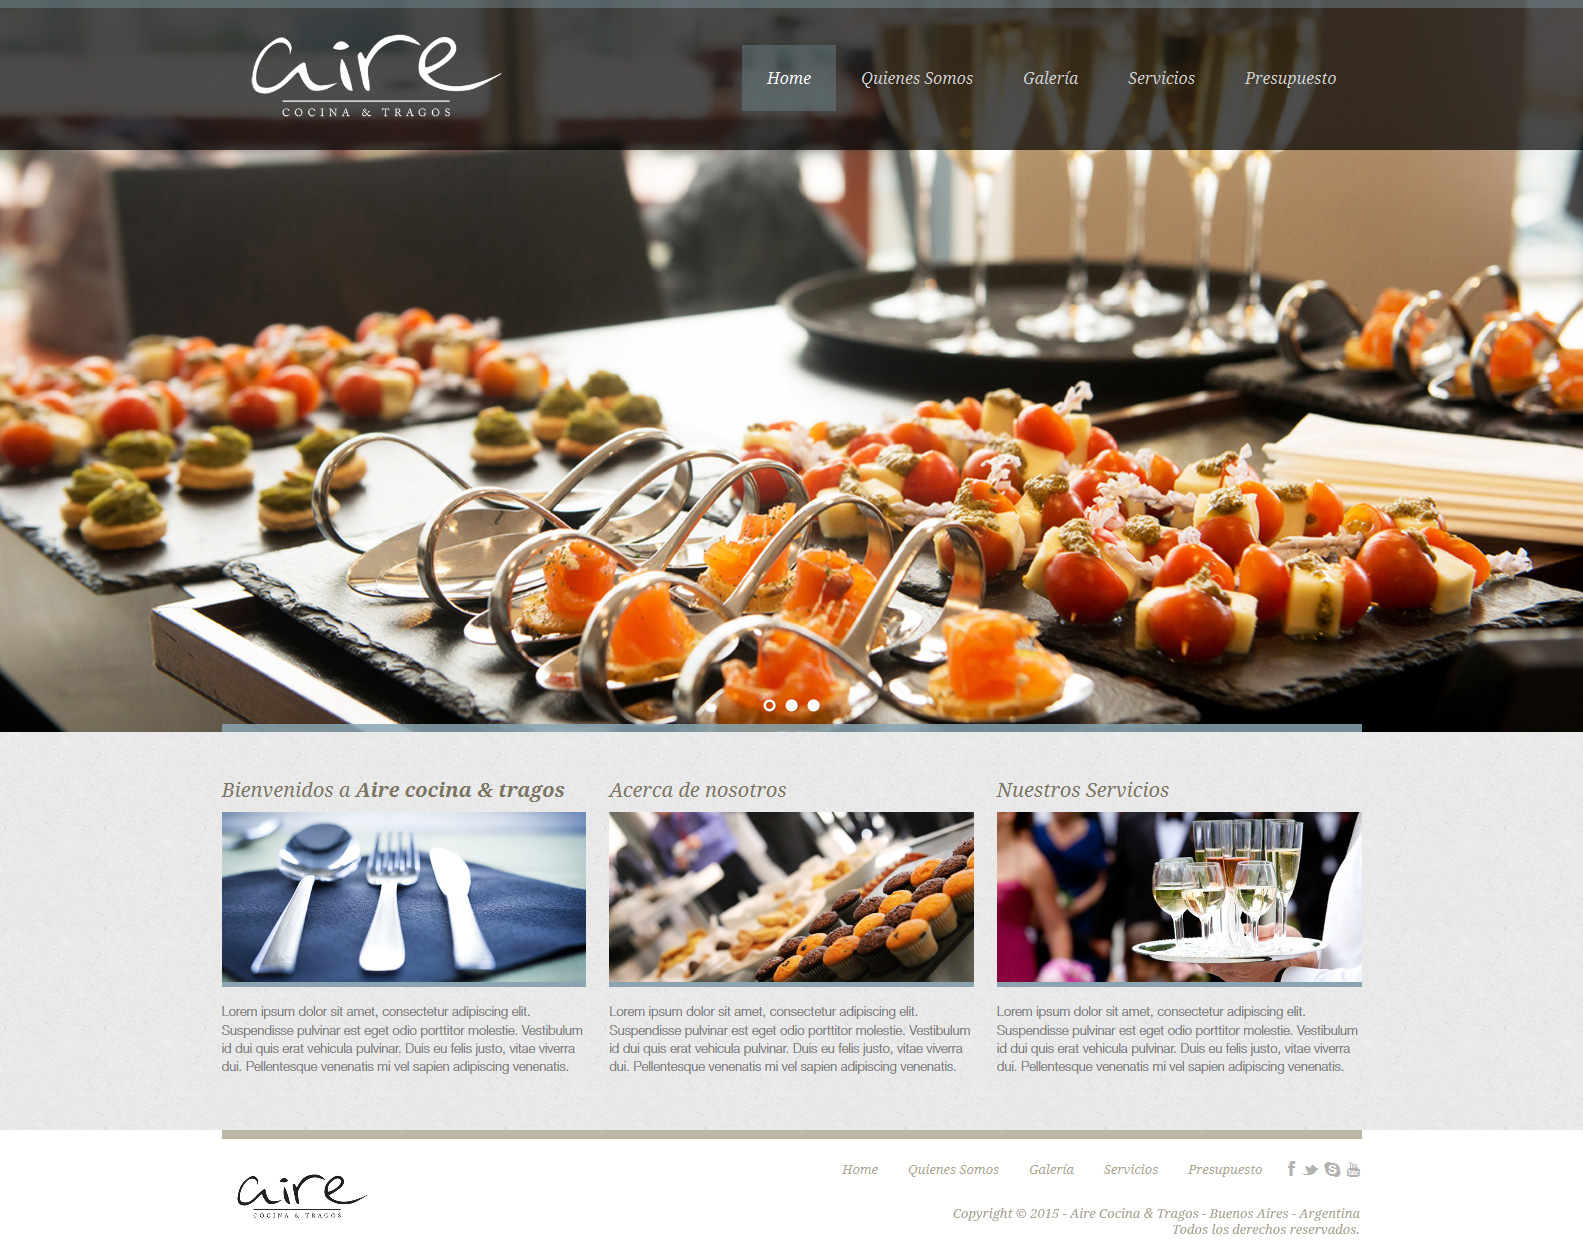 aire
COCINA & TRAGOS
Home Quienes Somos Galería Servicios Presupuesto
Bienvenidos a Aire cocina & tragos
Lorem ipsum dolor sit amet, consectetur adipiscing elit.
Suspendisse pulvinar est eget odio porttitor molestie. Vestibulum
id dui quis erat vehicula pulvinar. Duis eu felis justo, vitae viverra
dui. Pellentesque venenatis mi vel sapien adipiscing venenatis.
Acerca de nosotros
Lorem ipsum dolor sit amet, consectetur adipiscing elit.
Suspendisse pulvinar est eget odio porttitor molestie. Vestibulum
id dui quis erat vehicula pulvinar. Duis eu felis justo, vitae viverra
dui. Pellentesque venenatis mi vel sapien adipiscing venenatis.
Nuestros Servicios
Lorem ipsum dolor sit amet, consectetur adipiscing elit.
Suspendisse pulvinar est eget odio porttitor molestie. Vestibulum
id dui quis erat vehicula pulvinar. Duis eu felis justo, vitae viverra
dui. Pellentesque venenatis mi vel sapien adipiscing venenatis.
aire
COCINA & TRAGOS
Home Quienes Somos Galería Servicios Presupuesto
Copyright © 2015 - Aire Cocina & Tragos - Buenos Aires - Argentina
Todos los derechos reservados.